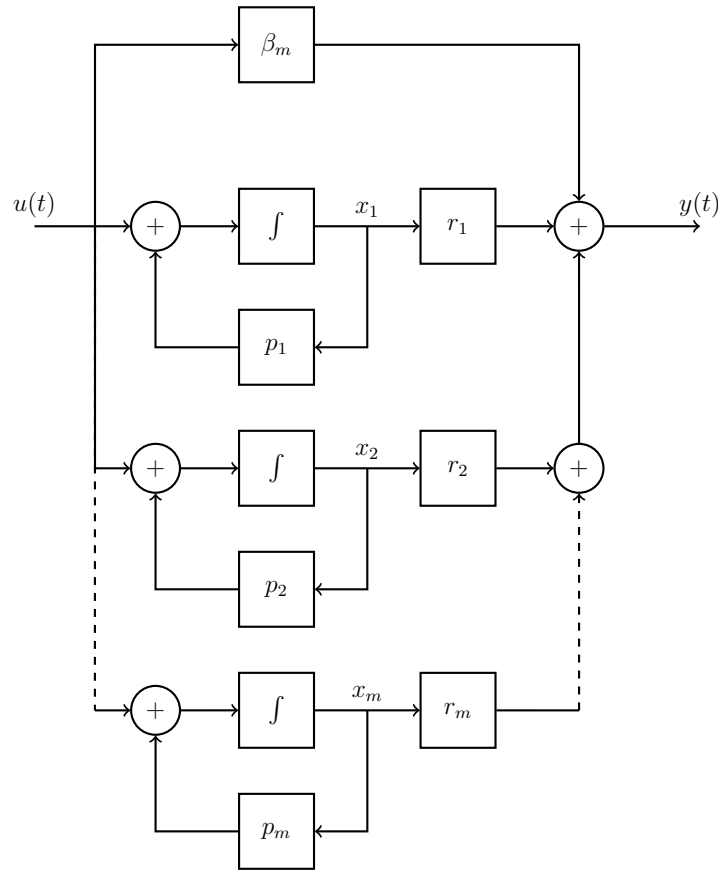 β_m
u(t) + ∫ x_1 r_1 + y(t)
p_1
+ ∫ x_2 r_2 +
p_2
+ ∫ x_m r_m
p_m